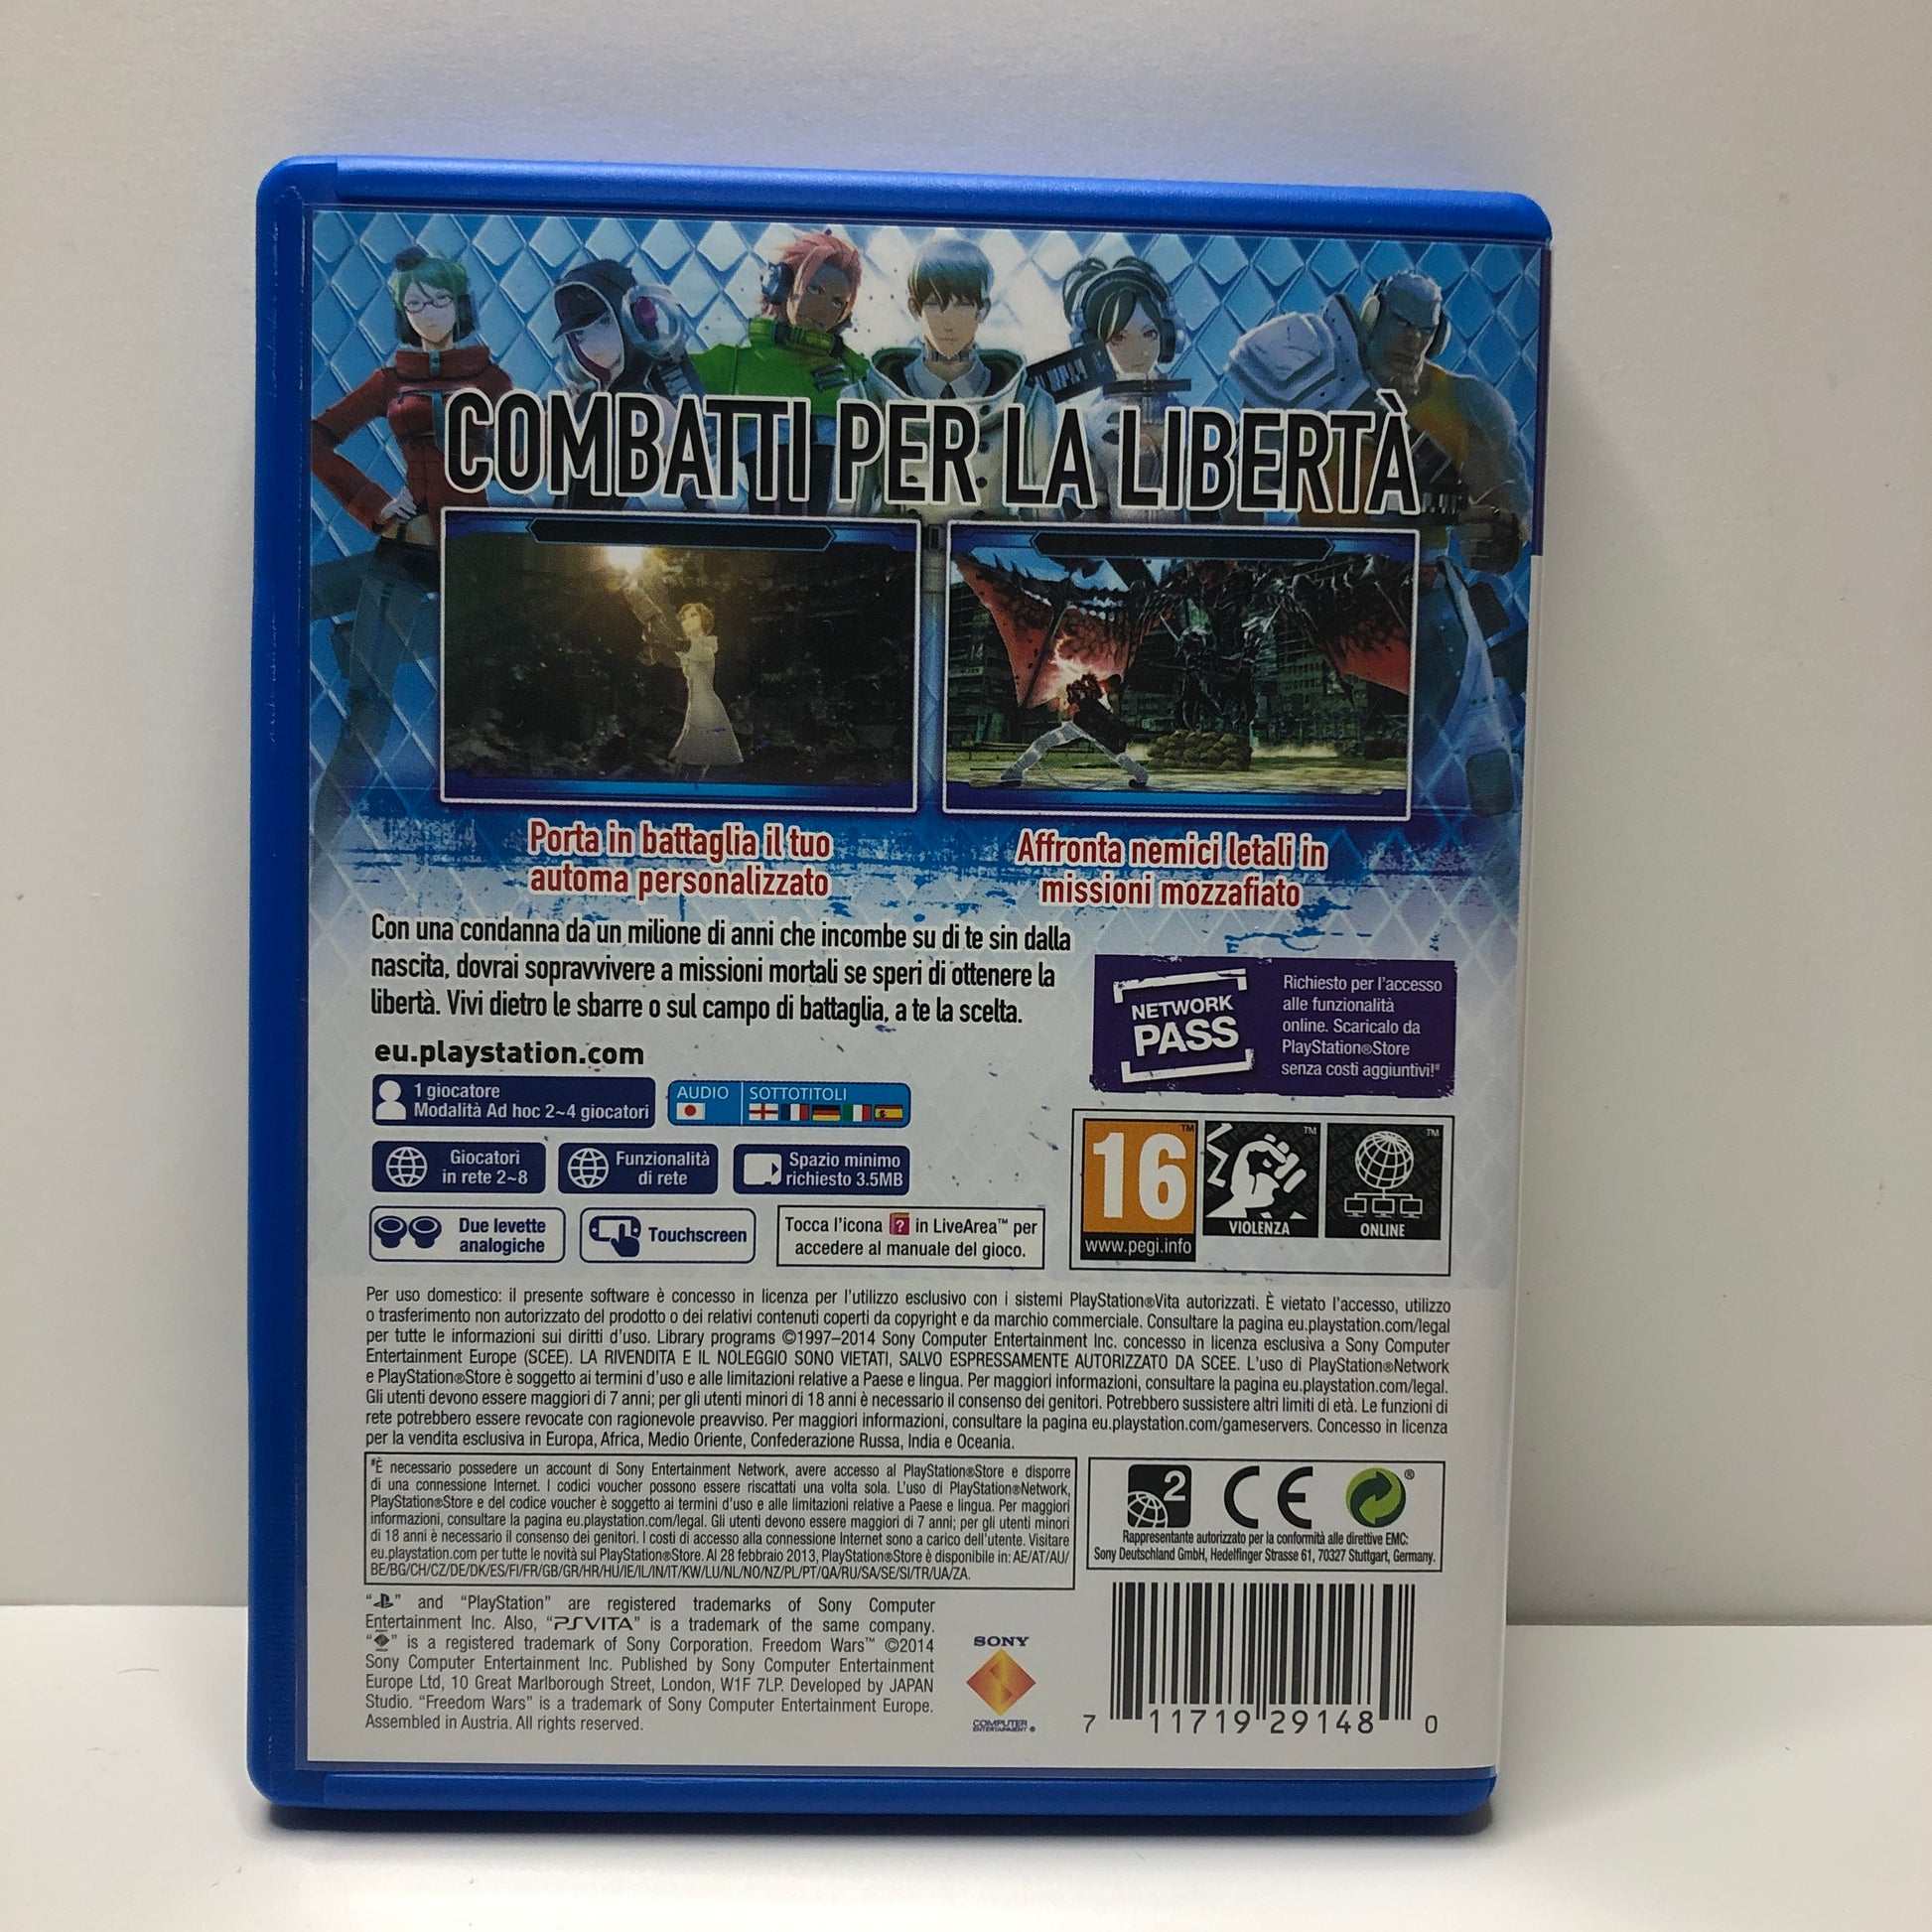 COMBATTI PER LA LIBERTÀ
Porta in battaglia il tuo
automa personalizzato
Affronta nemici letali in
missioni mozzafiato
Con una condanna da un milione di anni che incombe su di te sin dalla
nascita, dovrai sopravvivere a missioni mortali se speri di ottenere la
libertà. Vivi dietro le sbarre o sul campo di battaglia, a te la scelta.
eu.playstation.com
NETWORK
PASS
Richiesto per l'accesso
alle funzionalità
online. Scaricalo da
PlayStation®Store
senza costi aggiuntivi!#
1 giocatore
Modalità Ad hoc 2~4 giocatori
AUDIO
SOTTOTITOLI
Giocatori
in rete 2~8
Funzionalità
di rete
Spazio minimo
richiesto 3.5MB
Due levette
analogiche
Touchscreen
Tocca l'icona ? in LiveArea™ per
accedere al manuale del gioco.
16™
www.pegi.info
™
VIOLENZA
™
ONLINE
Per uso domestico: il presente software è concesso in licenza per l'utilizzo esclusivo con i sistemi PlayStation®Vita autorizzati. È vietato l'accesso, utilizzo
o trasferimento non autorizzato del prodotto o dei relativi contenuti coperti da copyright e da marchio commerciale. Consultare la pagina eu.playstation.com/legal
per tutte le informazioni sui diritti d'uso. Library programs ©1997–2014 Sony Computer Entertainment Inc. concesso in licenza esclusiva a Sony Computer
Entertainment Europe (SCEE). LA RIVENDITA E IL NOLEGGIO SONO VIETATI, SALVO ESPRESSAMENTE AUTORIZZATO DA SCEE. L'uso di PlayStation®Network
e PlayStation®Store è soggetto ai termini d'uso e alle limitazioni relative a Paese e lingua. Per maggiori informazioni, consultare la pagina eu.playstation.com/legal.
Gli utenti devono essere maggiori di 7 anni; per gli utenti minori di 18 anni è necessario il consenso dei genitori. Potrebbero sussistere altri limiti di età. Le funzioni di
rete potrebbero essere revocate con ragionevole preavviso. Per maggiori informazioni, consultare la pagina eu.playstation.com/gameservers. Concesso in licenza
per la vendita esclusiva in Europa, Africa, Medio Oriente, Confederazione Russa, India e Oceania.
#È necessario possedere un account di Sony Entertainment Network, avere accesso al PlayStation®Store e disporre
di una connessione Internet. I codici voucher possono essere riscattati una volta sola. L'uso di PlayStation®Network,
PlayStation®Store e del codice voucher è soggetto ai termini d'uso e alle limitazioni relative a Paese e lingua. Per maggiori
informazioni, consultare la pagina eu.playstation.com/legal. Gli utenti devono essere maggiori di 7 anni; per gli utenti minori
di 18 anni è necessario il consenso dei genitori. I costi di accesso alla connessione Internet sono a carico dell'utente. Visitare
eu.playstation.com per tutte le novità sul PlayStation®Store. Al 28 febbraio 2013, PlayStation®Store è disponibile in: AE/AT/AU/
BE/BG/CH/CZ/DE/DK/ES/FI/FR/GB/GR/HR/HU/IE/IL/IN/IT/KW/LU/NL/NO/NZ/PL/PT/QA/RU/SA/SE/SI/TR/UA/ZA.
2 CE ®
Rappresentante autorizzato per la conformità alle direttive EMC:
Sony Deutschland GmbH, Hedelfinger Strasse 61, 70327 Stuttgart, Germany.
“ ” and “PlayStation” are registered trademarks of Sony Computer
Entertainment Inc. Also, “PSVITA” is a trademark of the same company.
“ ” is a registered trademark of Sony Corporation. Freedom Wars™ ©2014
Sony Computer Entertainment Inc. Published by Sony Computer Entertainment
Europe Ltd, 10 Great Marlborough Street, London, W1F 7LP. Developed by JAPAN
Studio. “Freedom Wars” is a trademark of Sony Computer Entertainment Europe.
Assembled in Austria. All rights reserved.
SONY
COMPUTER
ENTERTAINMENT®
7 11719 29148 0